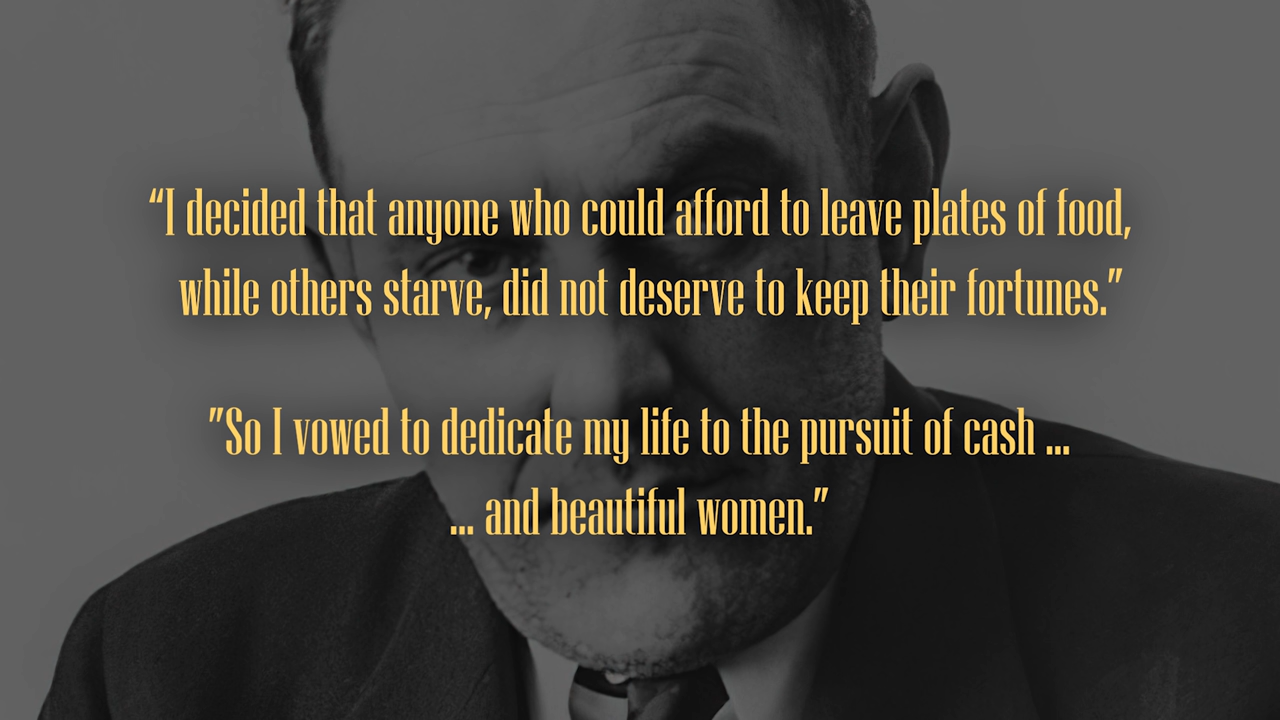 “I decided that anyone who could afford to leave plates of food,
while others starve, did not deserve to keep their fortunes.”
”So I vowed to dedicate my life to the pursuit of cash ...
... and beautiful women.”